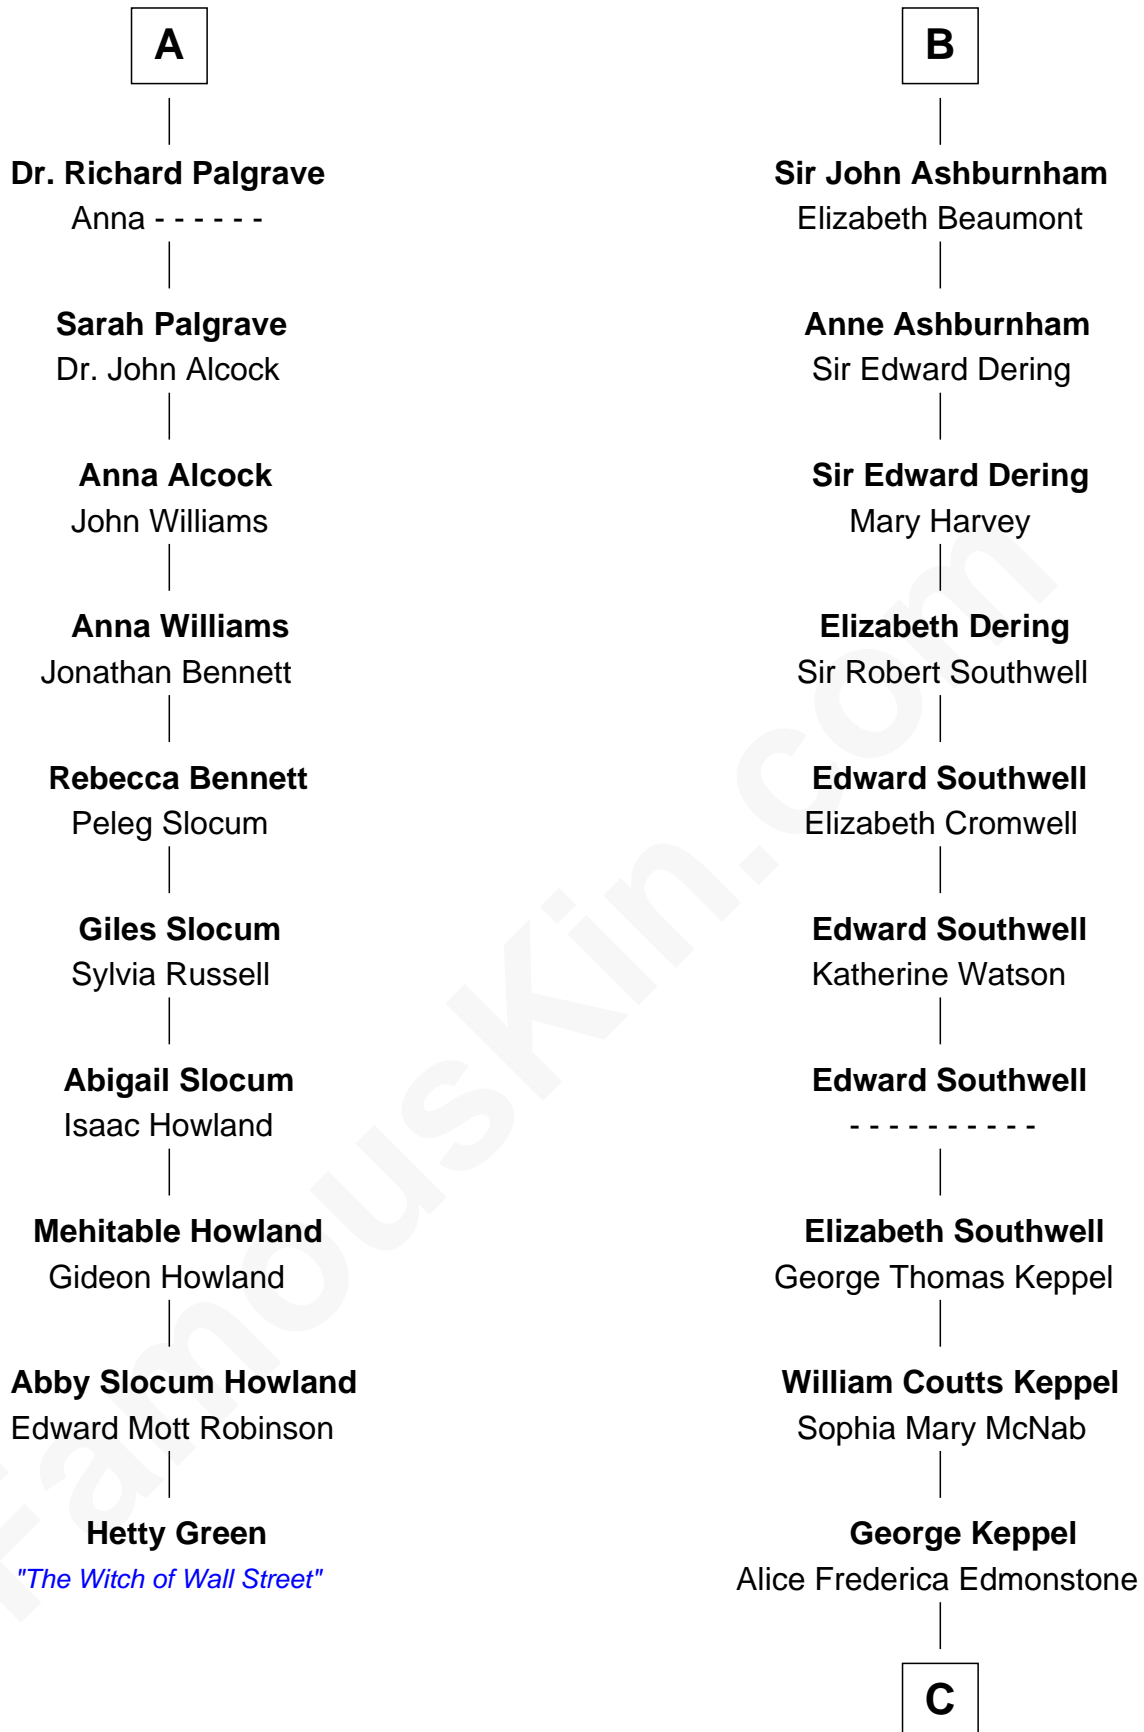 A
Dr. Richard Palgrave
Anna - - - - - -
Sarah Palgrave
Dr. John Alcock
Anna Alcock
John Williams
Anna Williams
Jonathan Bennett
Rebecca Bennett
Peleg Slocum
Giles Slocum
Sylvia Russell
Abigail Slocum
Isaac Howland
Mehitable Howland
Gideon Howland
Abby Slocum Howland
Edward Mott Robinson
Hetty Green
"The Witch of Wall Street"
B
Sir John Ashburnham
Elizabeth Beaumont
Anne Ashburnham
Sir Edward Dering
Sir Edward Dering
Mary Harvey
Elizabeth Dering
Sir Robert Southwell
Edward Southwell
Elizabeth Cromwell
Edward Southwell
Katherine Watson
Edward Southwell
- - - - - - - - - -
Elizabeth Southwell
George Thomas Keppel
William Coutts Keppel
Sophia Mary McNab
George Keppel
Alice Frederica Edmonstone
C
FamousKin.com